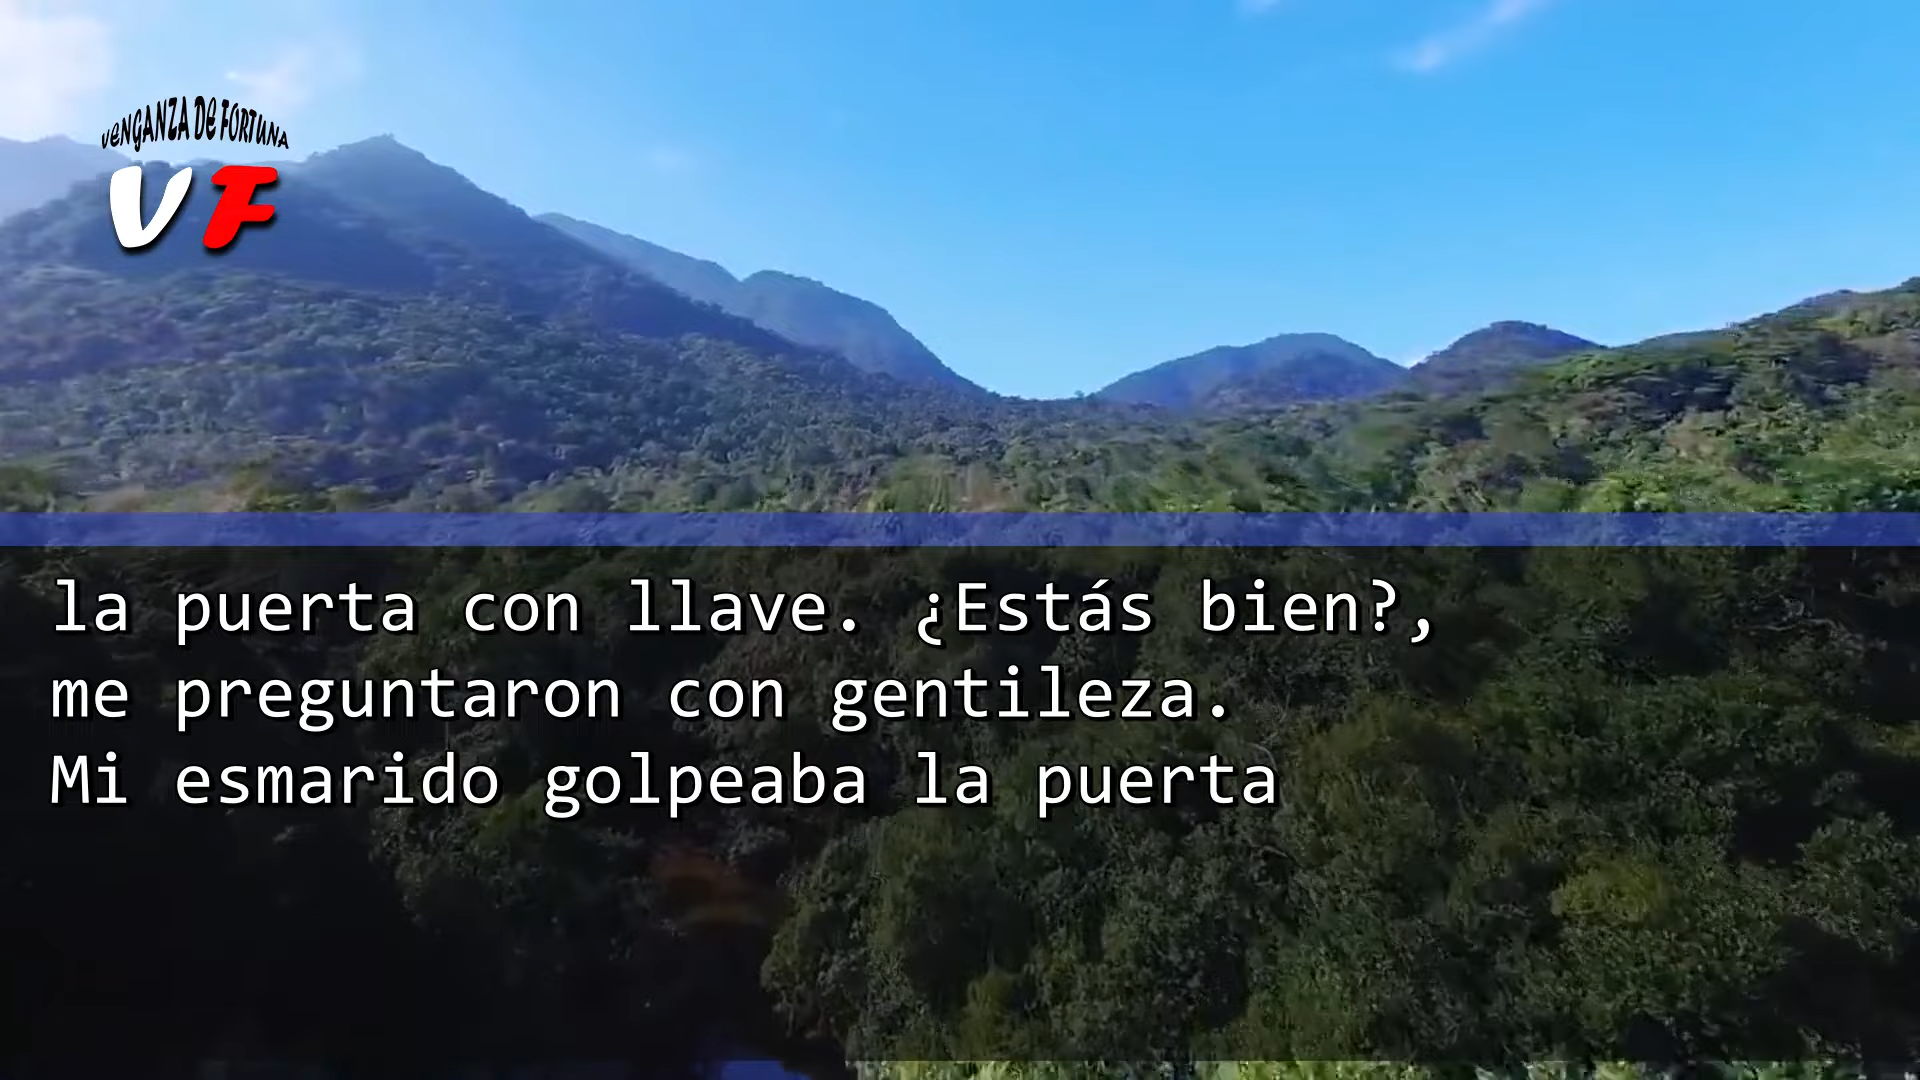 VENGANZA DE FORTUNA
VF
la puerta con llave. ¿Estás bien?,
me preguntaron con gentileza.
Mi esmarido golpeaba la puerta